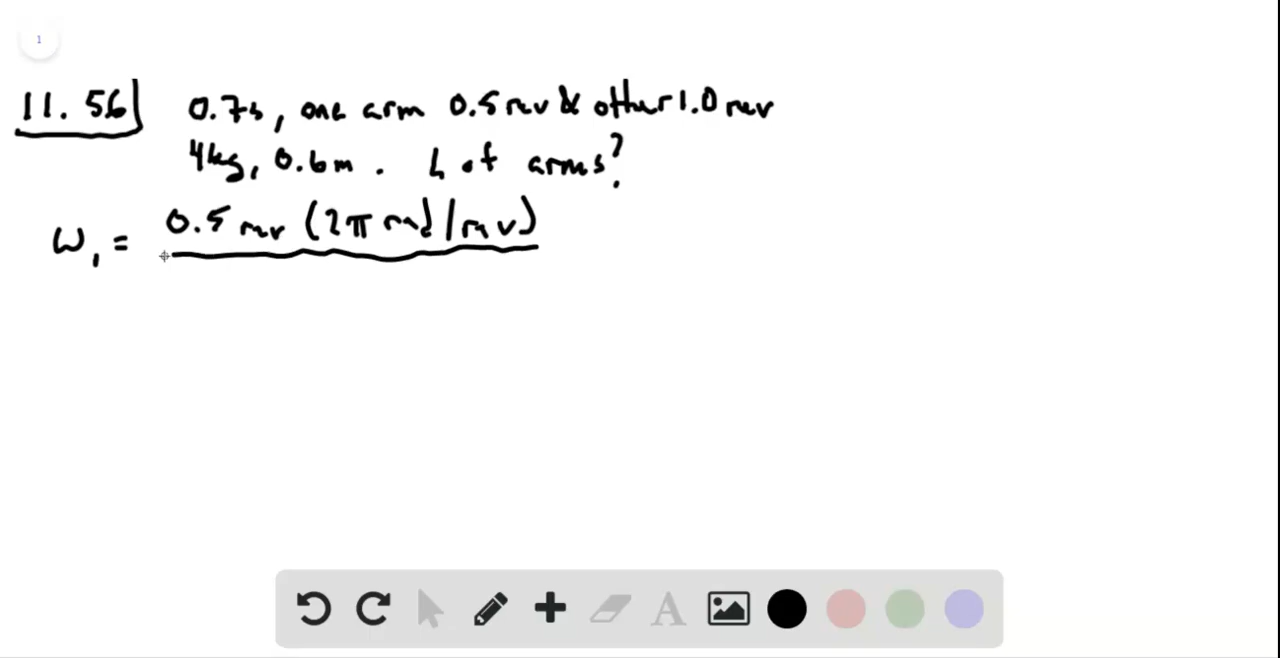 1
11.56 0.7s, one arm 0.5 rev & other 1.0 rev
4kg, 0.6m. L of arms?
ω₁ = 0.5 rev (2π rad/rev)
A